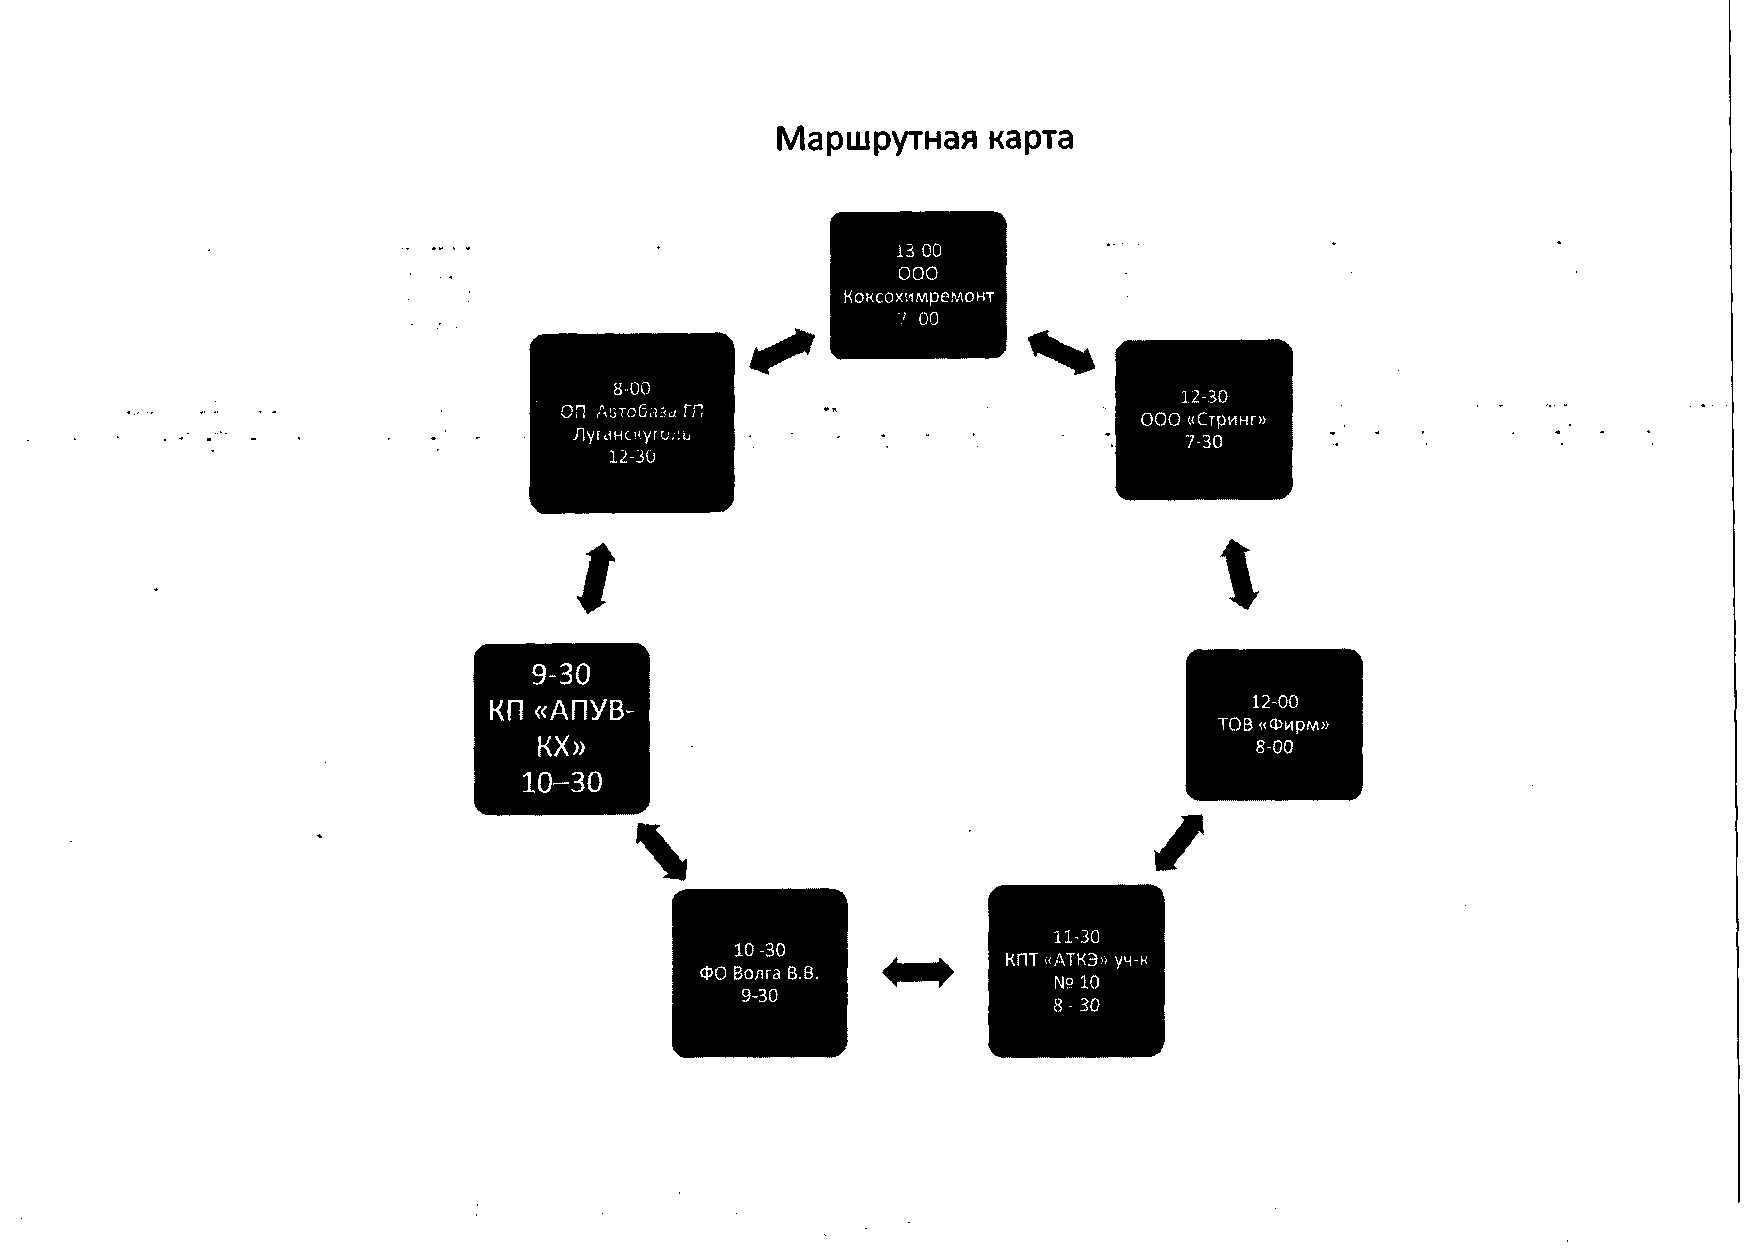 Маршрутная карта
13 00
ООО
Коксохимремонт
00
8-00
ОП Автобаза ГП
Луганскуголь
12-30
12-30
ООО «Стринг»
7-30
9-30
КП «АПУВ-
КХ»
10–30
12-00
ТОВ «Фирм»
8-00
10 -30
ФО Волга В.В.
9-30
11-30
КПТ «АТКЭ» уч-к
№ 10
8 - 30